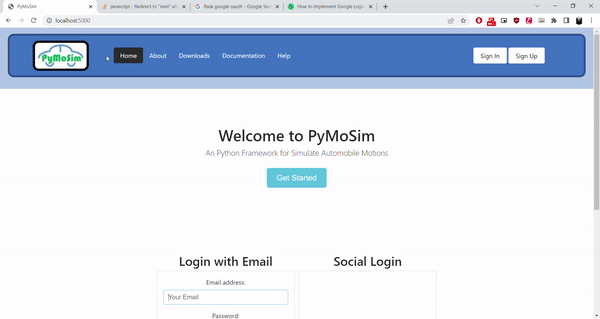 PyMoSim
javascript - Redirect to "next" af
flask google oauth - Google Sea
How to Implement Google Login
localhost:5000
PyMoSim
Home
About
Downloads
Documentation
Help
Sign In
Sign Up
Welcome to PyMoSim
An Python Framework for Simulate Automobile Motions
Get Started
Login with Email
Social Login
Email address:
Your Email
Password: